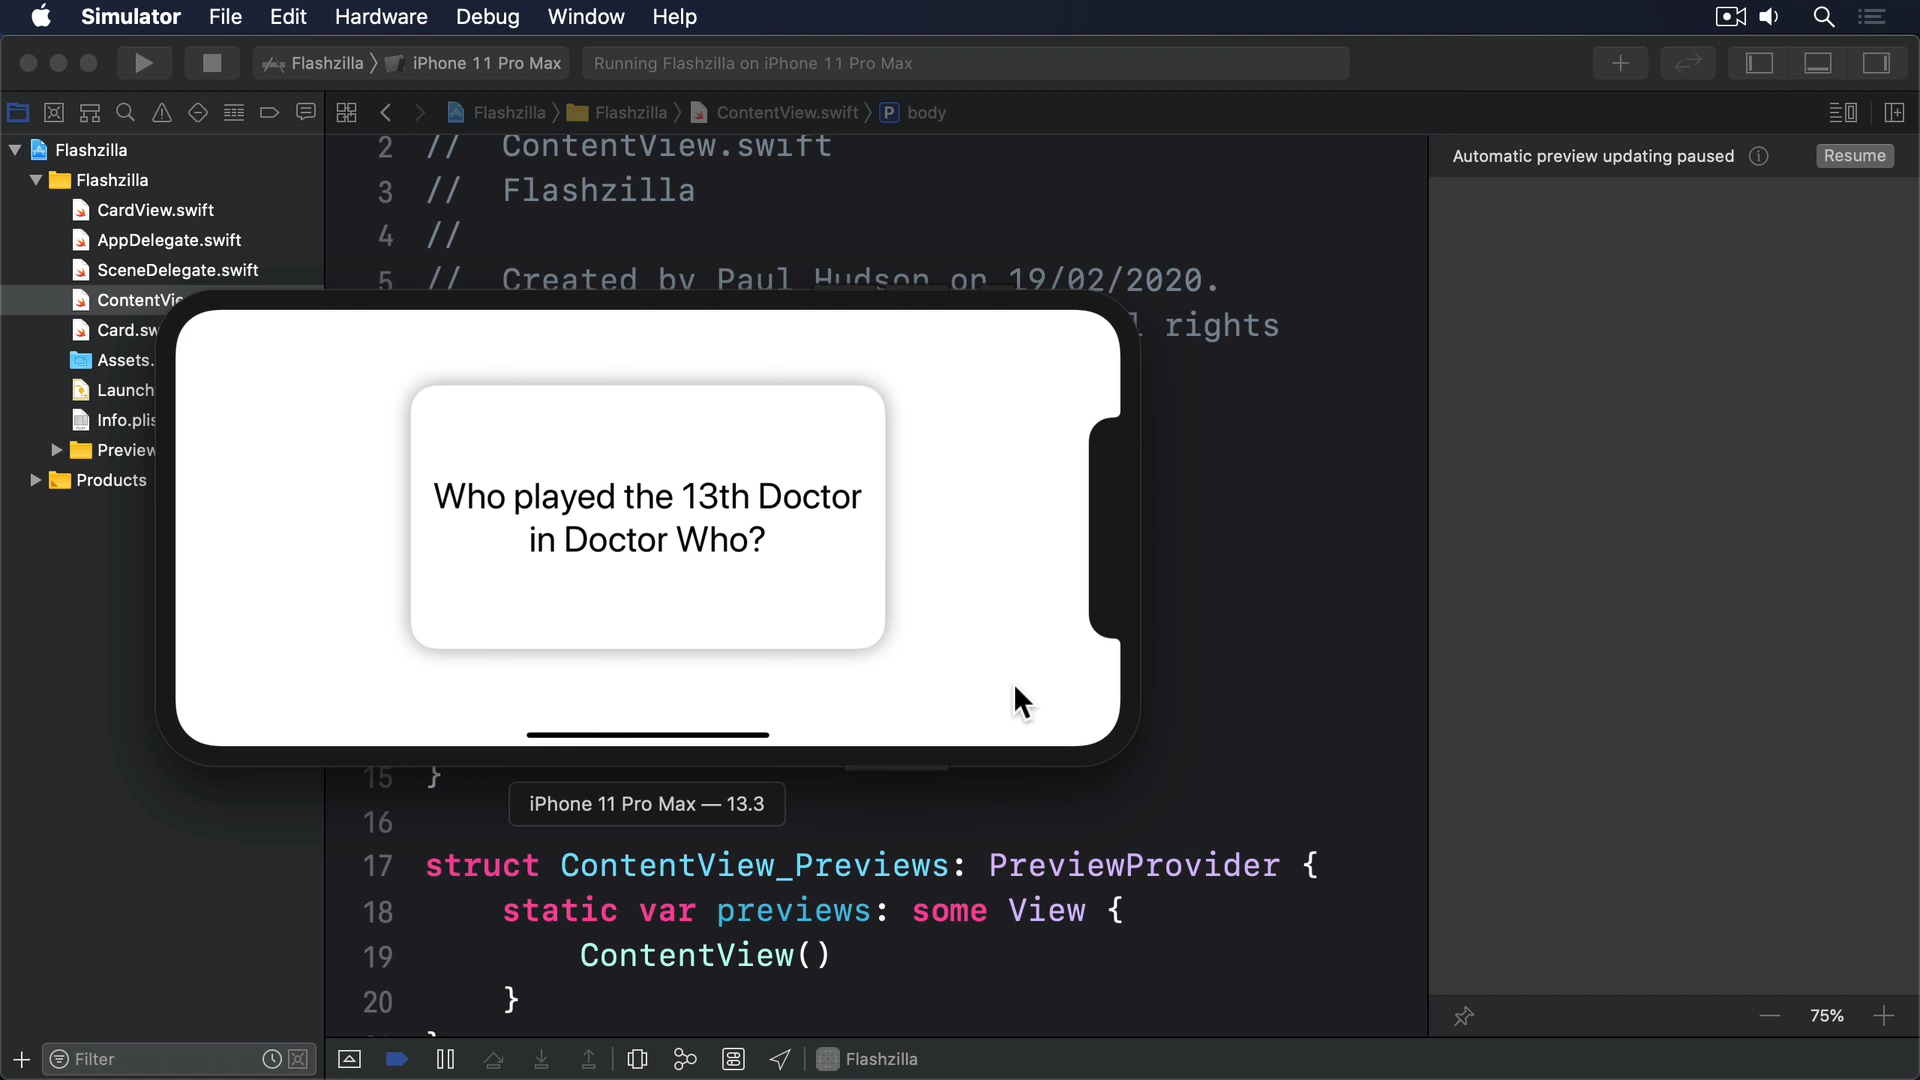 Simulator File Edit Hardware Debug Window Help
Flashzilla iPhone 11 Pro Max Running Flashzilla on iPhone 11 Pro Max
Flashzilla Flashzilla ContentView.swift P body
Flashzilla
Flashzilla
CardView.swift
AppDelegate.swift
SceneDelegate.swift
ContentVie
Card.sw
Assets.
Launch
Info.plis
Preview
Products
2 // ContentView.swift
3 // Flashzilla
4 //
5 // Created by Paul Hudson on 19/02/2020.
rights
Who played the 13th Doctor
in Doctor Who?
15 }
iPhone 11 Pro Max — 13.3
16
17 struct ContentView_Previews: PreviewProvider {
18 static var previews: some View {
19 ContentView()
20 }
Automatic preview updating paused Resume
75%
Filter
Flashzilla